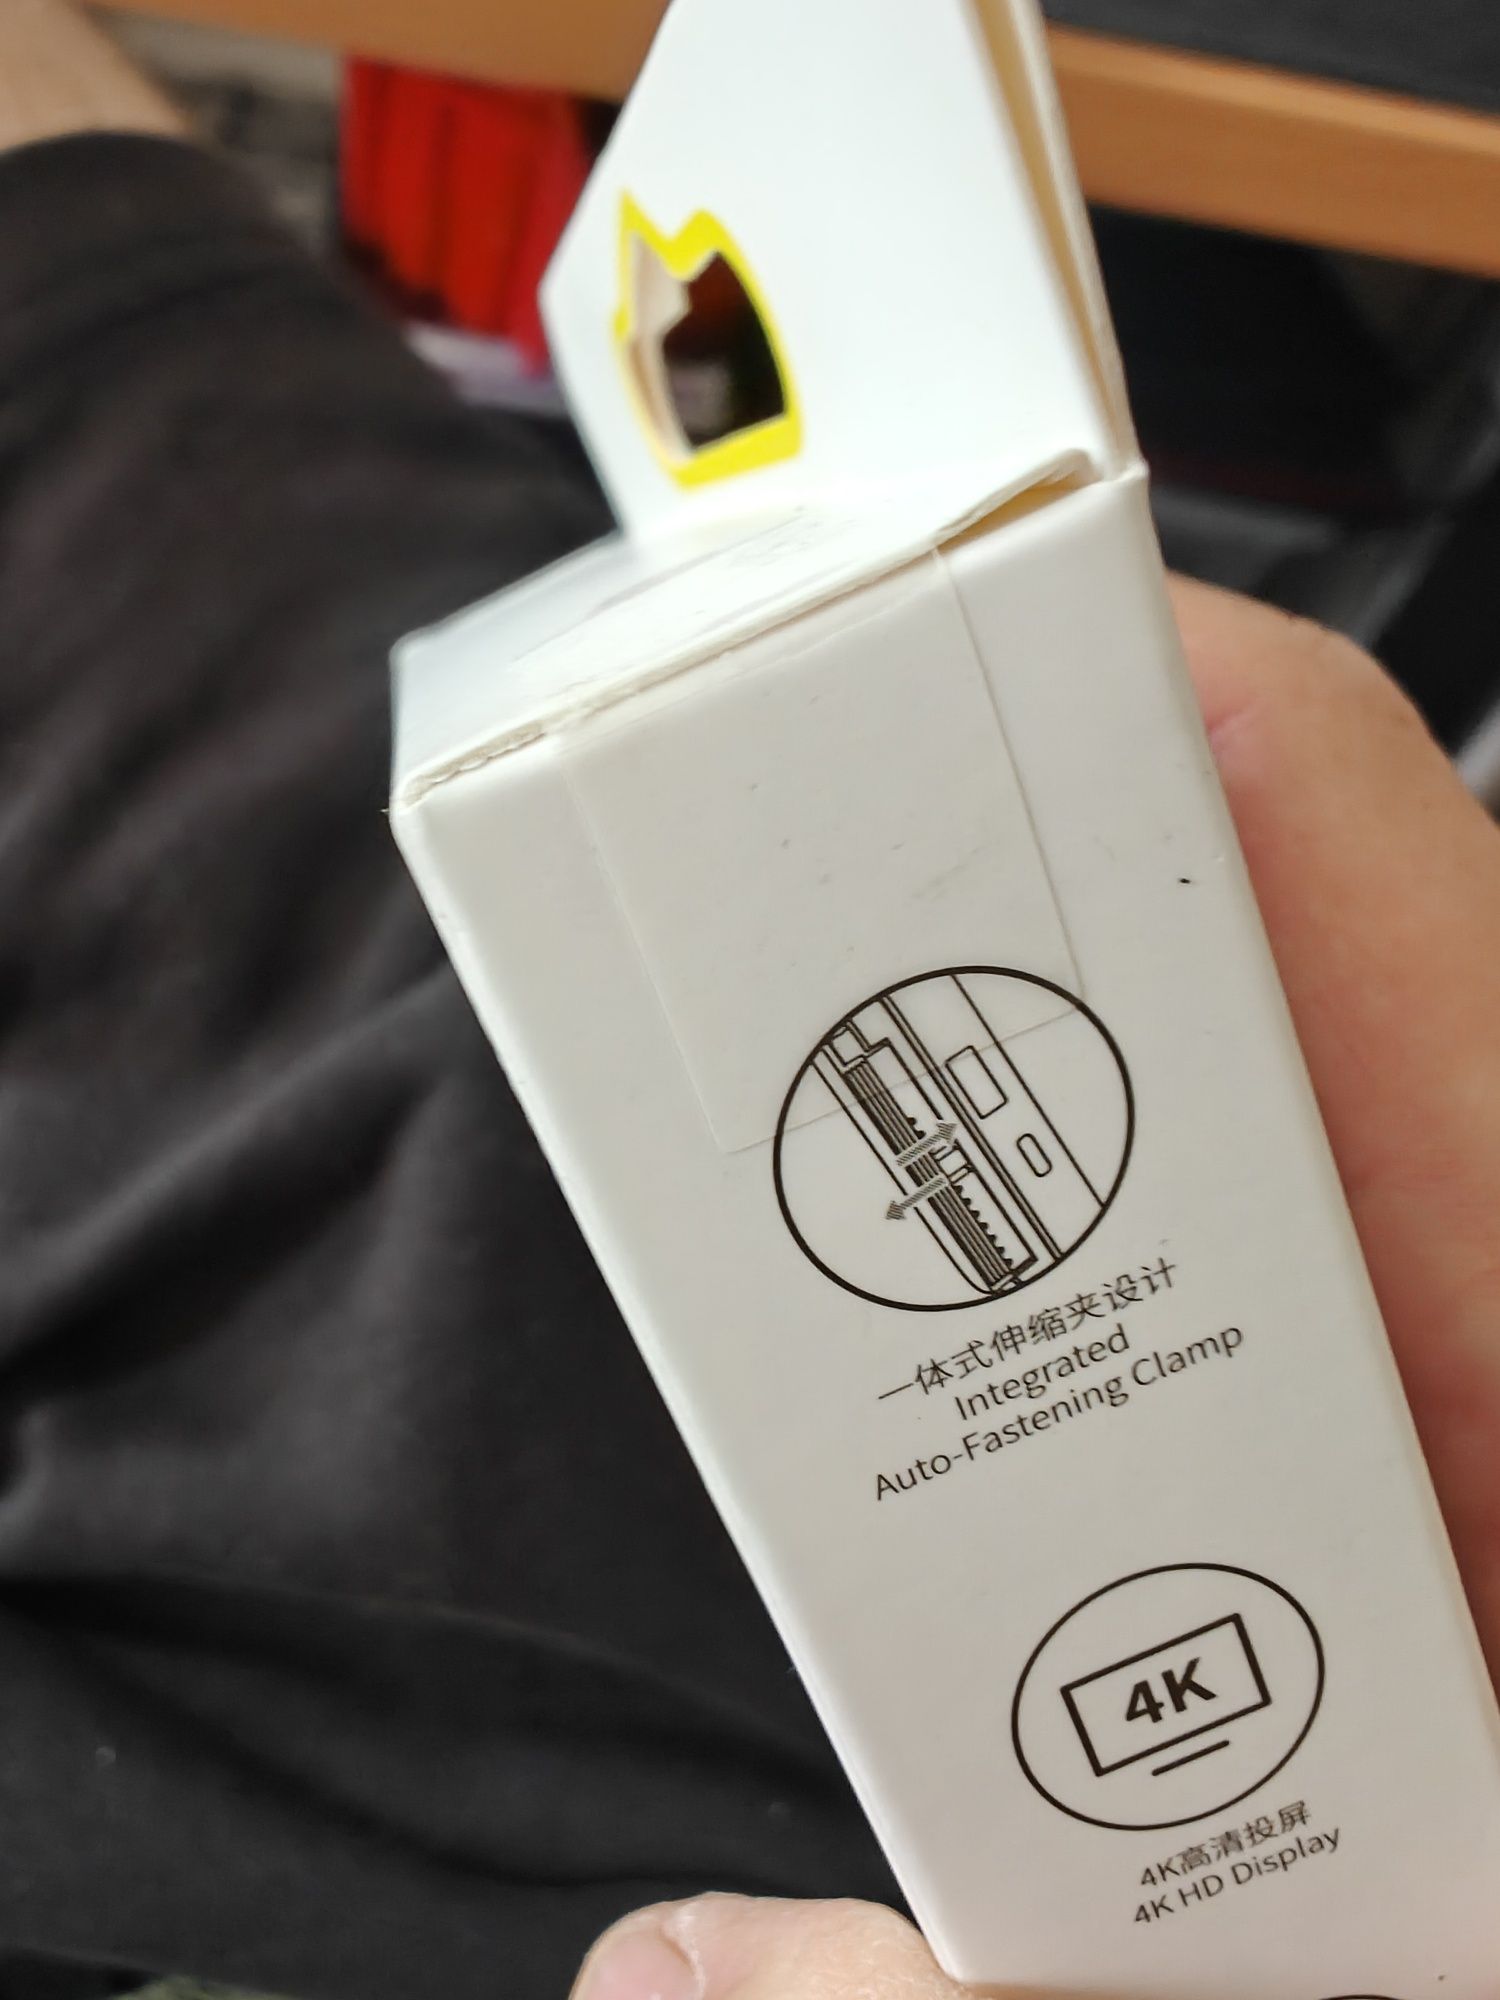 一体式伸缩夹设计
Integrated
Auto-Fastening Clamp
4K
4K高清投屏
4K HD Display